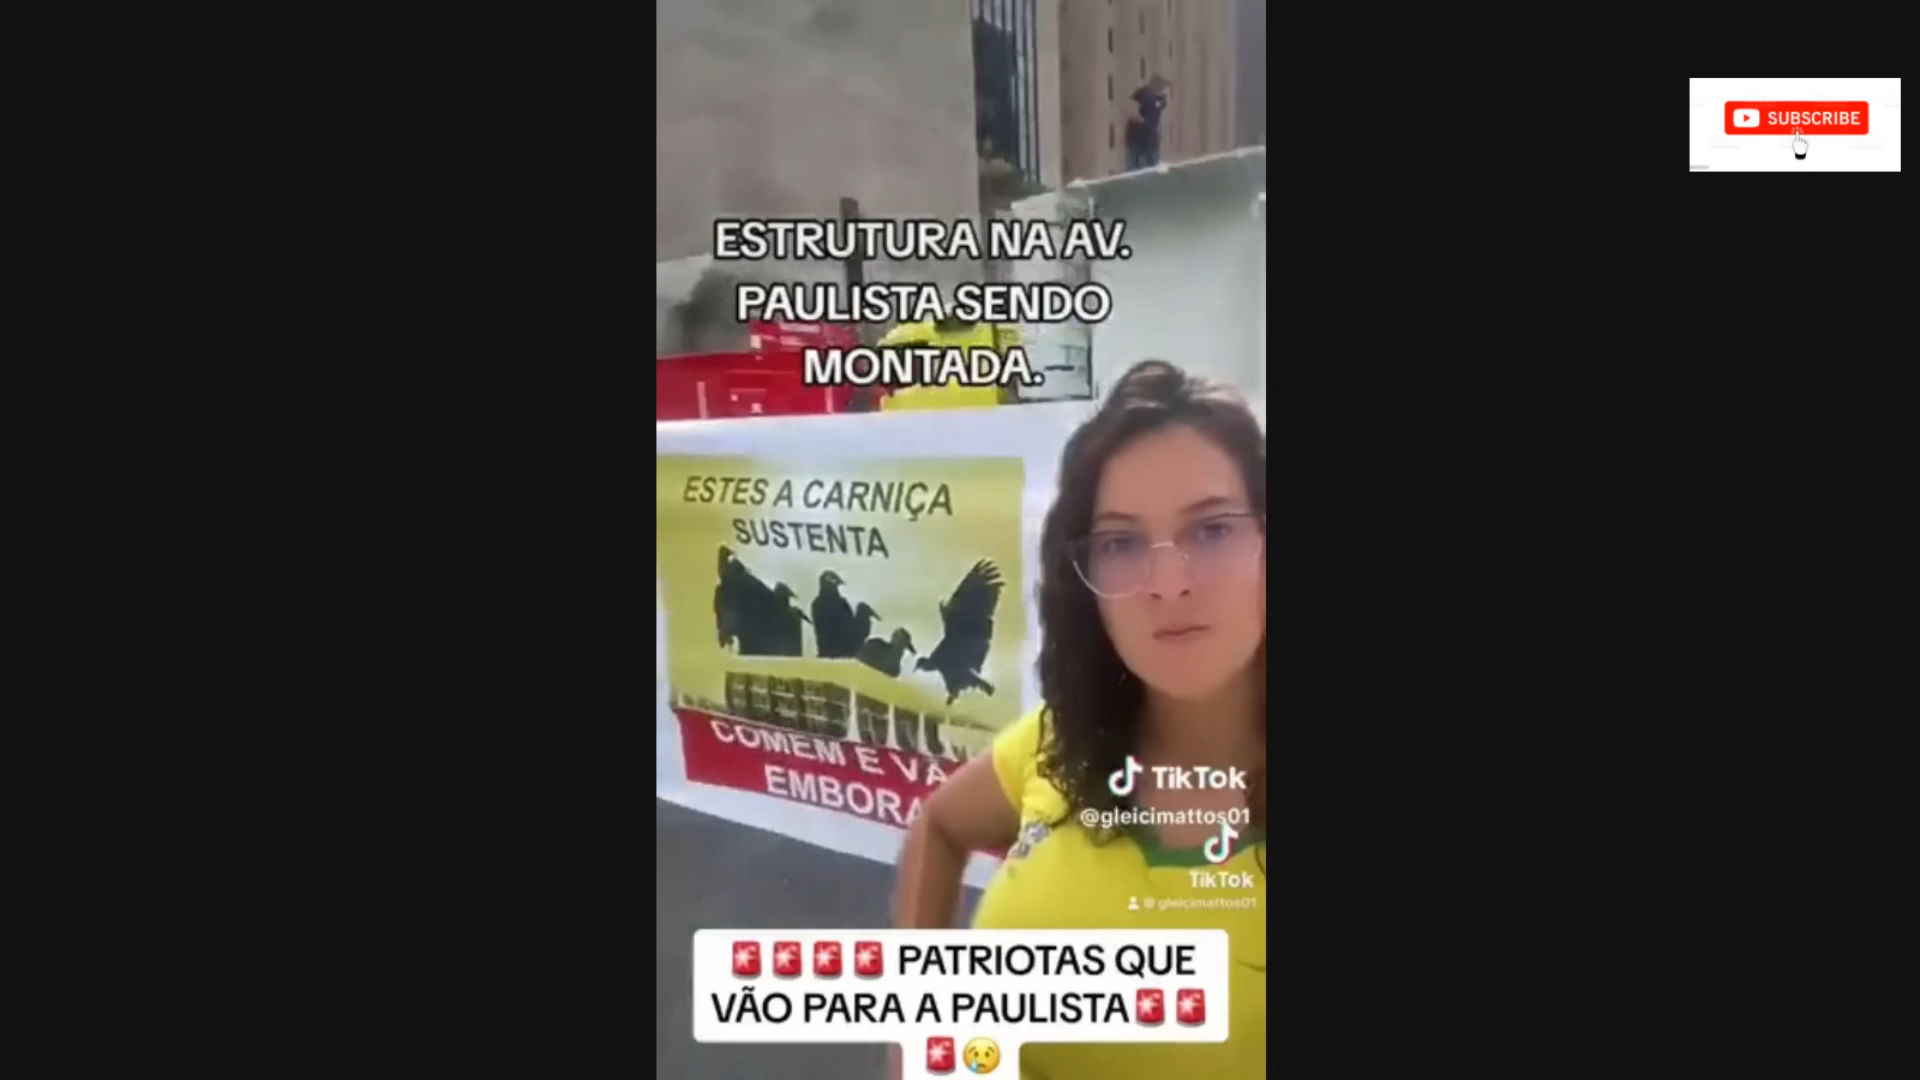 SUBSCRIBE
ESTRUTURA NA AV.
PAULISTA SENDO
MONTADA.
ESTES A CARNIÇA
SUSTENTA
COMEM E VÃ
EMBORA
TikTok
@gleicimattos01
TikTok
@gleicimattos01
🚨🚨🚨🚨 PATRIOTAS QUE
VÃO PARA A PAULISTA🚨🚨
🚨😢